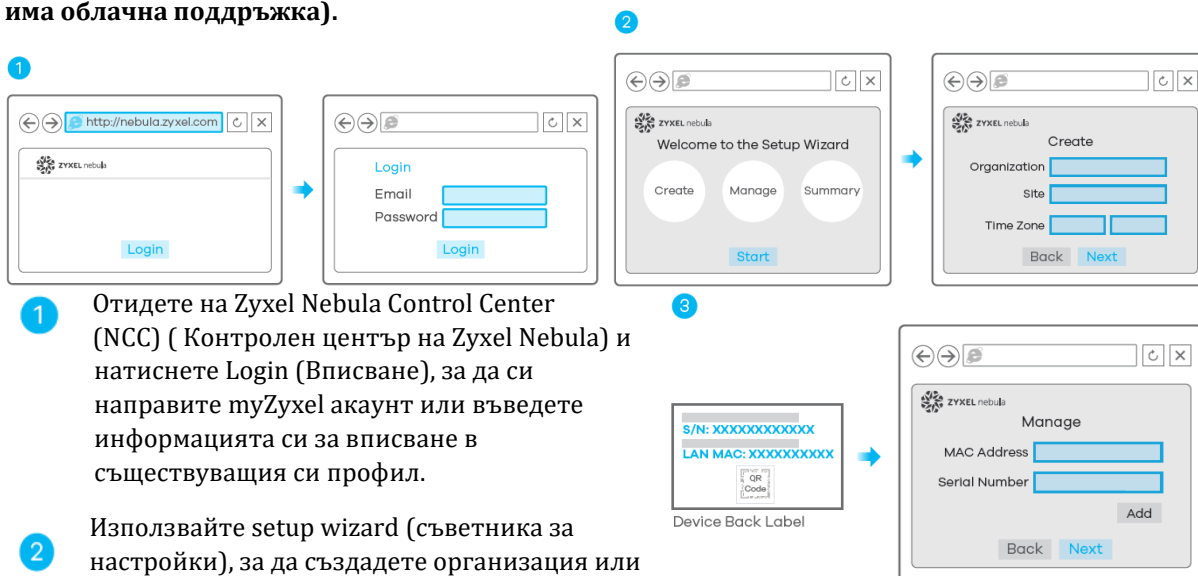 има облачна поддръжка).
1
http://nebula.zyxel.com
ZYXEL nebula
Login
Login
Email
Password
Login
1 Отидете на Zyxel Nebula Control Center
(NCC) ( Контролен център на Zyxel Nebula) и
натиснете Login (Вписване), за да си
направите myZyxel акаунт или въведете
информацията си за вписване в
съществуващия си профил.
2 Използвайте setup wizard (съветника за
настройки), за да създадете организация или
2
ZYXEL nebula
Welcome to the Setup Wizard
Create Manage Summary
Start
ZYXEL nebula
Create
Organization
Site
Time Zone
Back Next
3
S/N: XXXXXXXXXXXX
LAN MAC: XXXXXXXXXX
QR
Code
Device Back Label
ZYXEL nebula
Manage
MAC Address
Serial Number
Add
Back Next